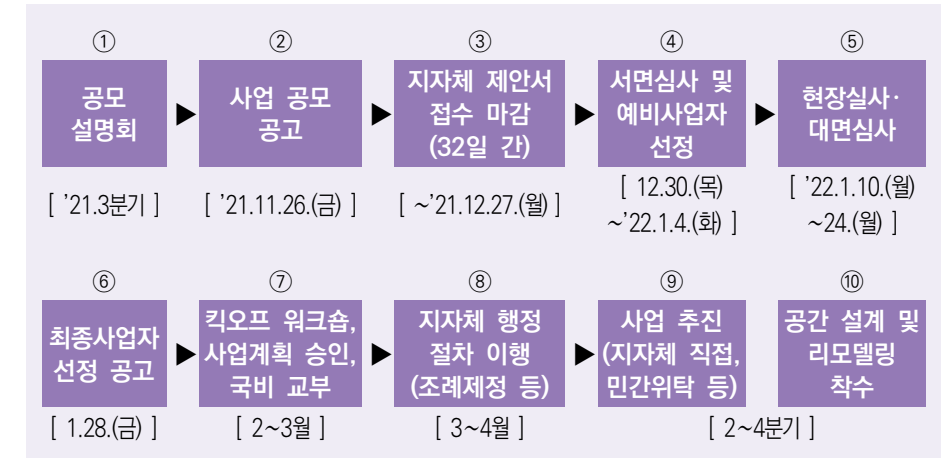 ① ② ③ ④ ⑤
공모
설명회
▶
사업 공모
공고
▶
지자체 제안서
접수 마감
(32일 간)
▶
서면심사 및
예비사업자
선정
▶
현장실사·
대면심사
[ ’21.3분기 ]
[ ’21.11.26.(금) ]
[ ~’21.12.27.(월) ]
[ 12.30.(목)
~’22.1.4.(화) ]
[ ’22.1.10.(월)
~24.(월) ]
⑥ ⑦ ⑧ ⑨ ⑩
최종사업자
선정 공고
▶
킥오프 워크숍,
사업계획 승인,
국비 교부
▶
지자체 행정
절차 이행
(조례제정 등)
▶
사업 추진
(지자체 직접,
민간위탁 등)
공간 설계 및
리모델링
착수
[ 1.28.(금) ]
[ 2~3월 ]
[ 3~4월 ]
[ 2~4분기 ]